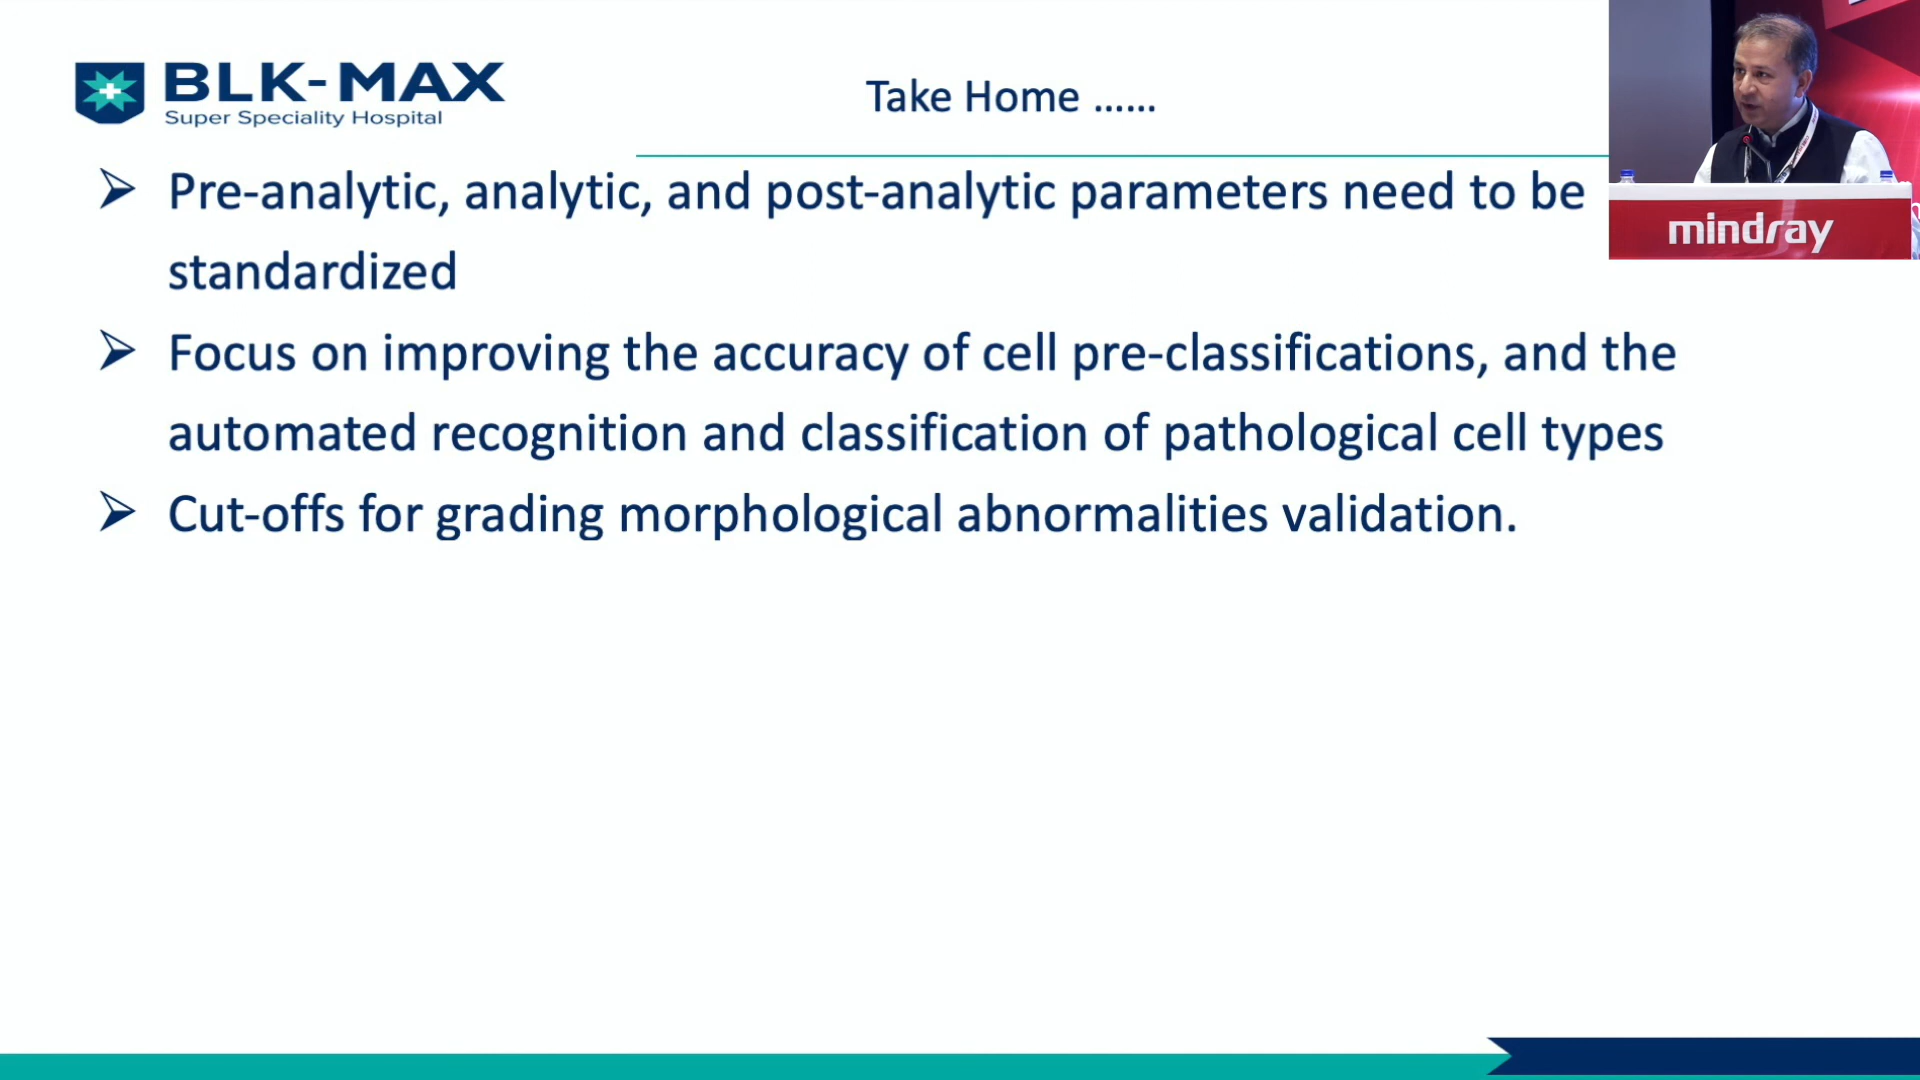 BLK-MAX
Super Speciality Hospital
Take Home ......
Pre-analytic, analytic, and post-analytic parameters need to be
standardized
Focus on improving the accuracy of cell pre-classifications, and the
automated recognition and classification of pathological cell types
Cut-offs for grading morphological abnormalities validation.
mindray